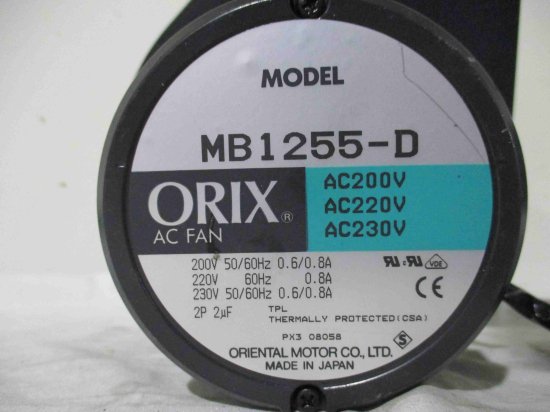 MODEL
MB1255-D
ORIX®
AC FAN
AC200V
AC220V
AC230V
200V 50/60Hz 0.6/0.8A
220V 60Hz 0.8A
230V 50/60Hz 0.6/0.8A
2P 2μF
TPL
THERMALLY PROTECTED(CSA)
VDE
CE
PX3 08058
S
ORIENTAL MOTOR CO., LTD.
MADE IN JAPAN